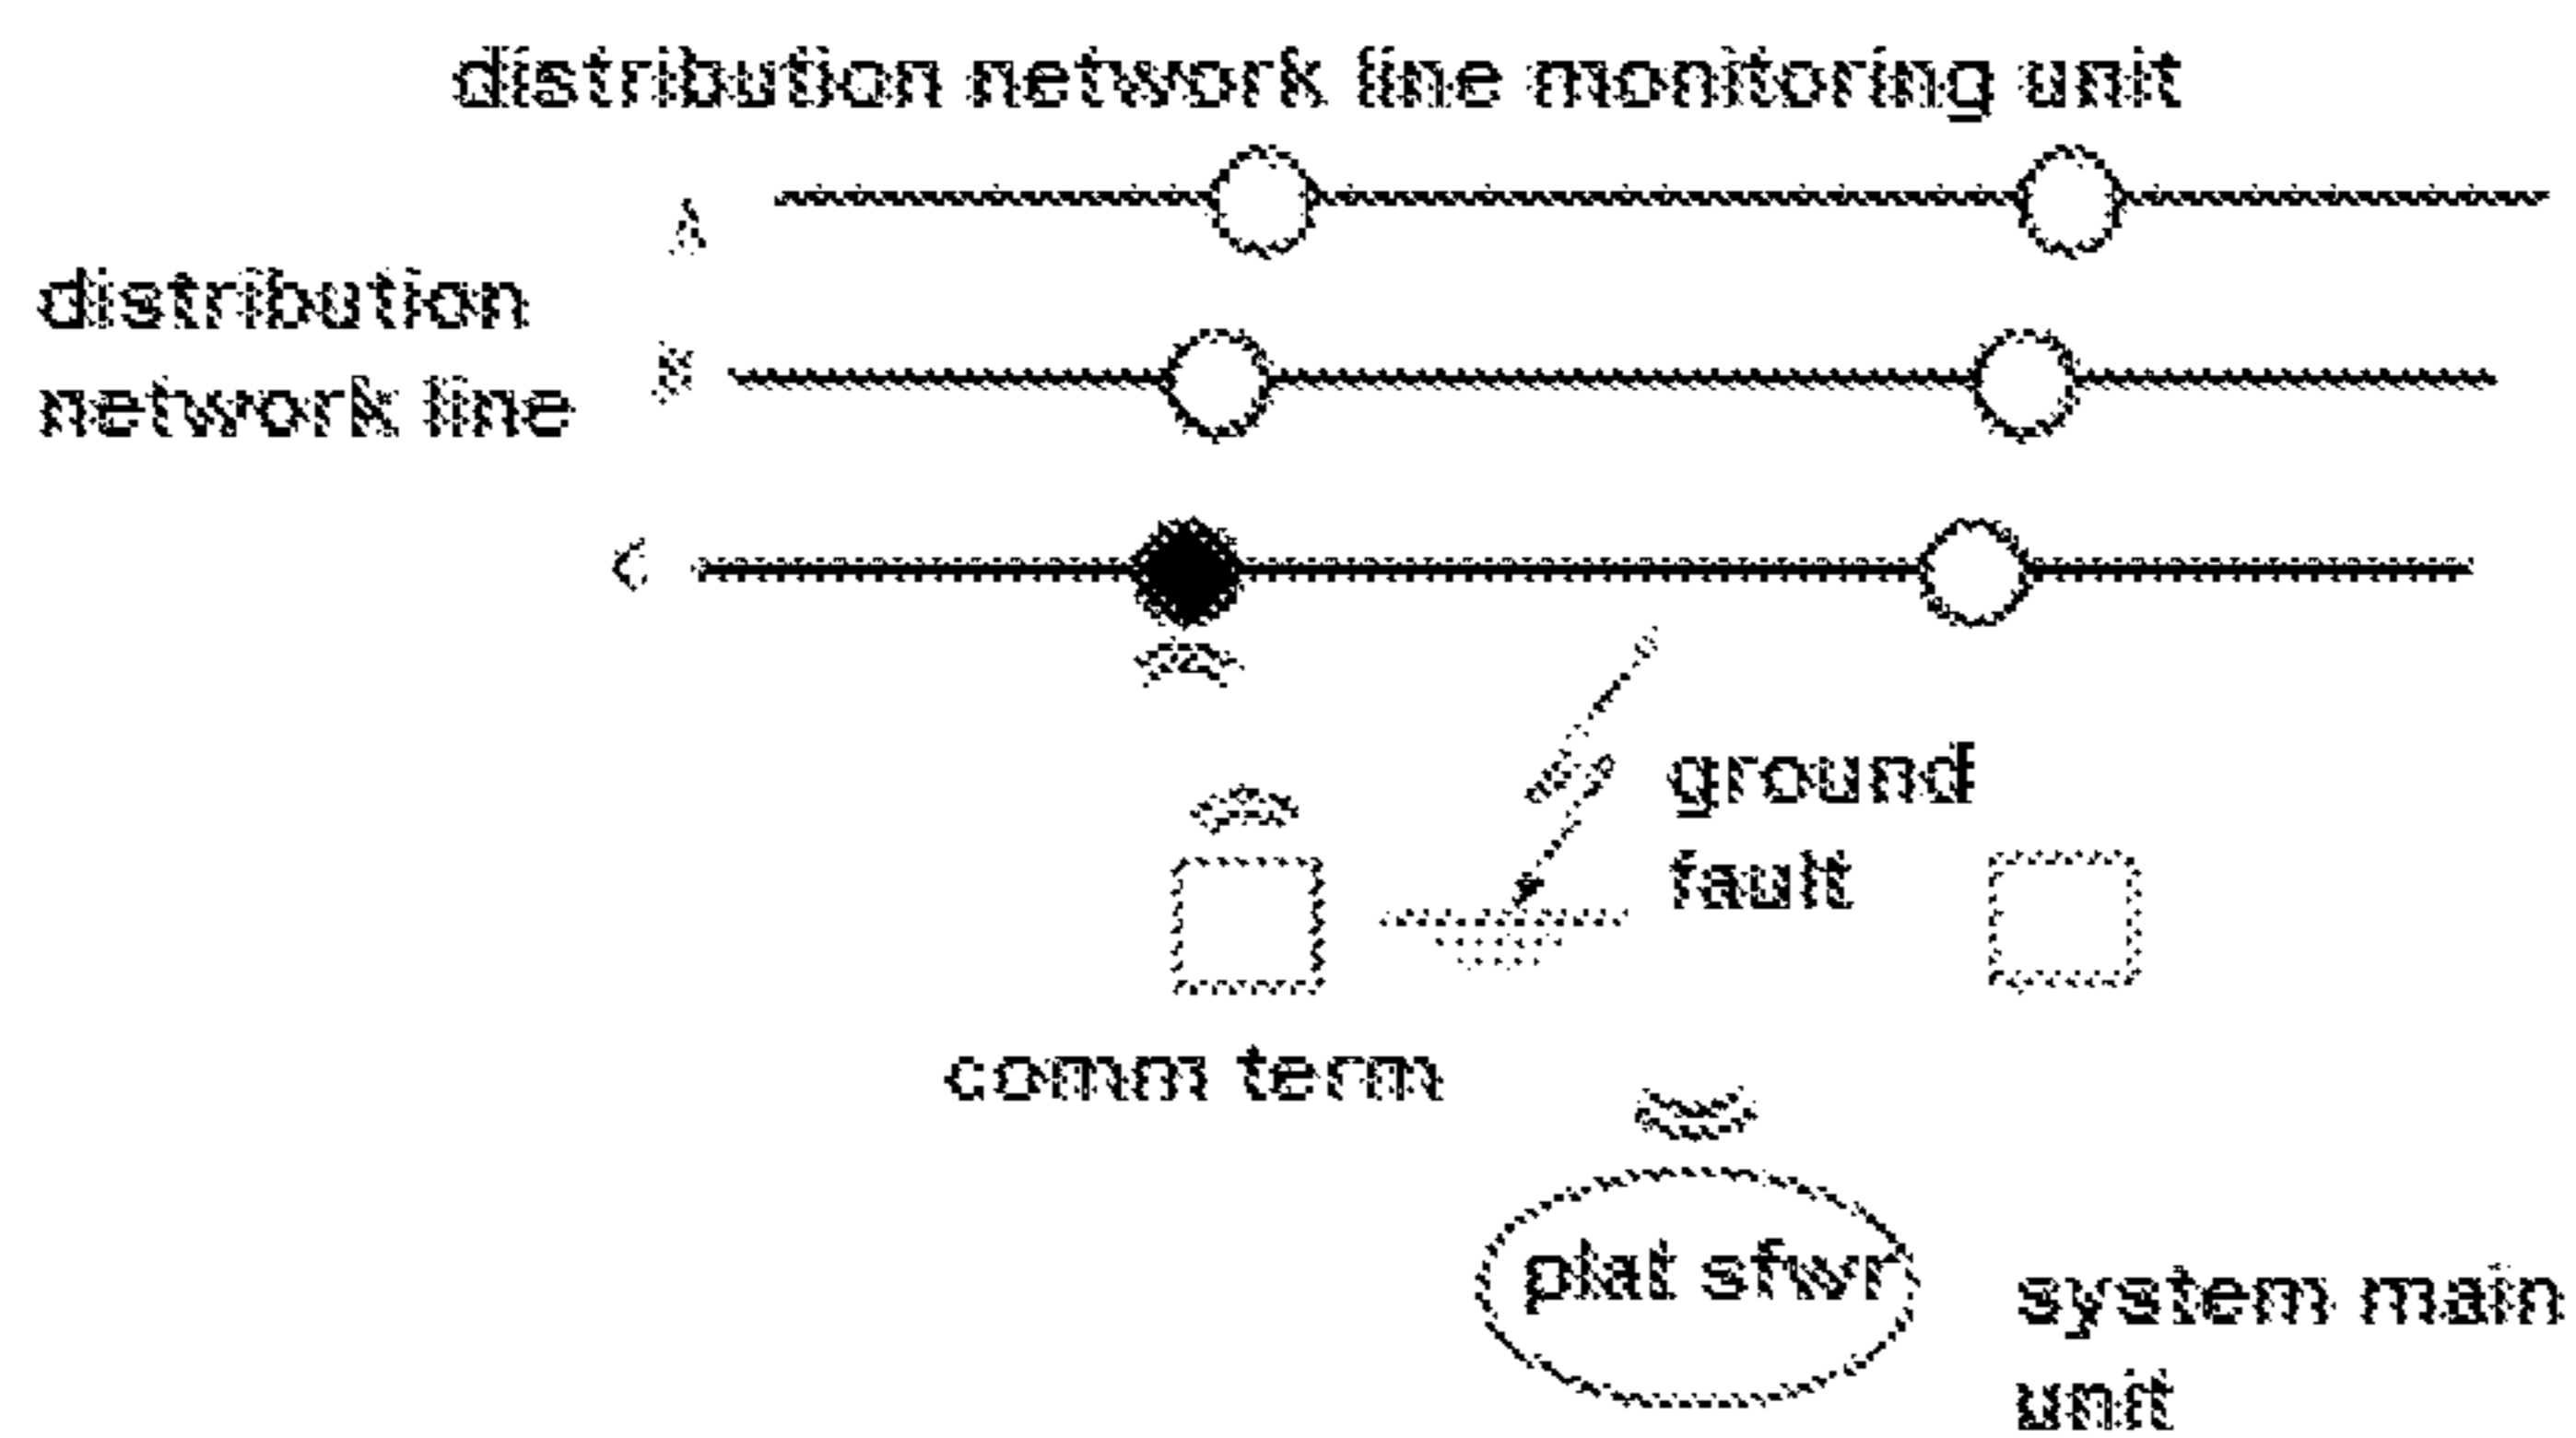 distribution network line monitoring unit
A
distribution
network line
B
C
ground
fault
comm term
plat sfwr
system main
unit